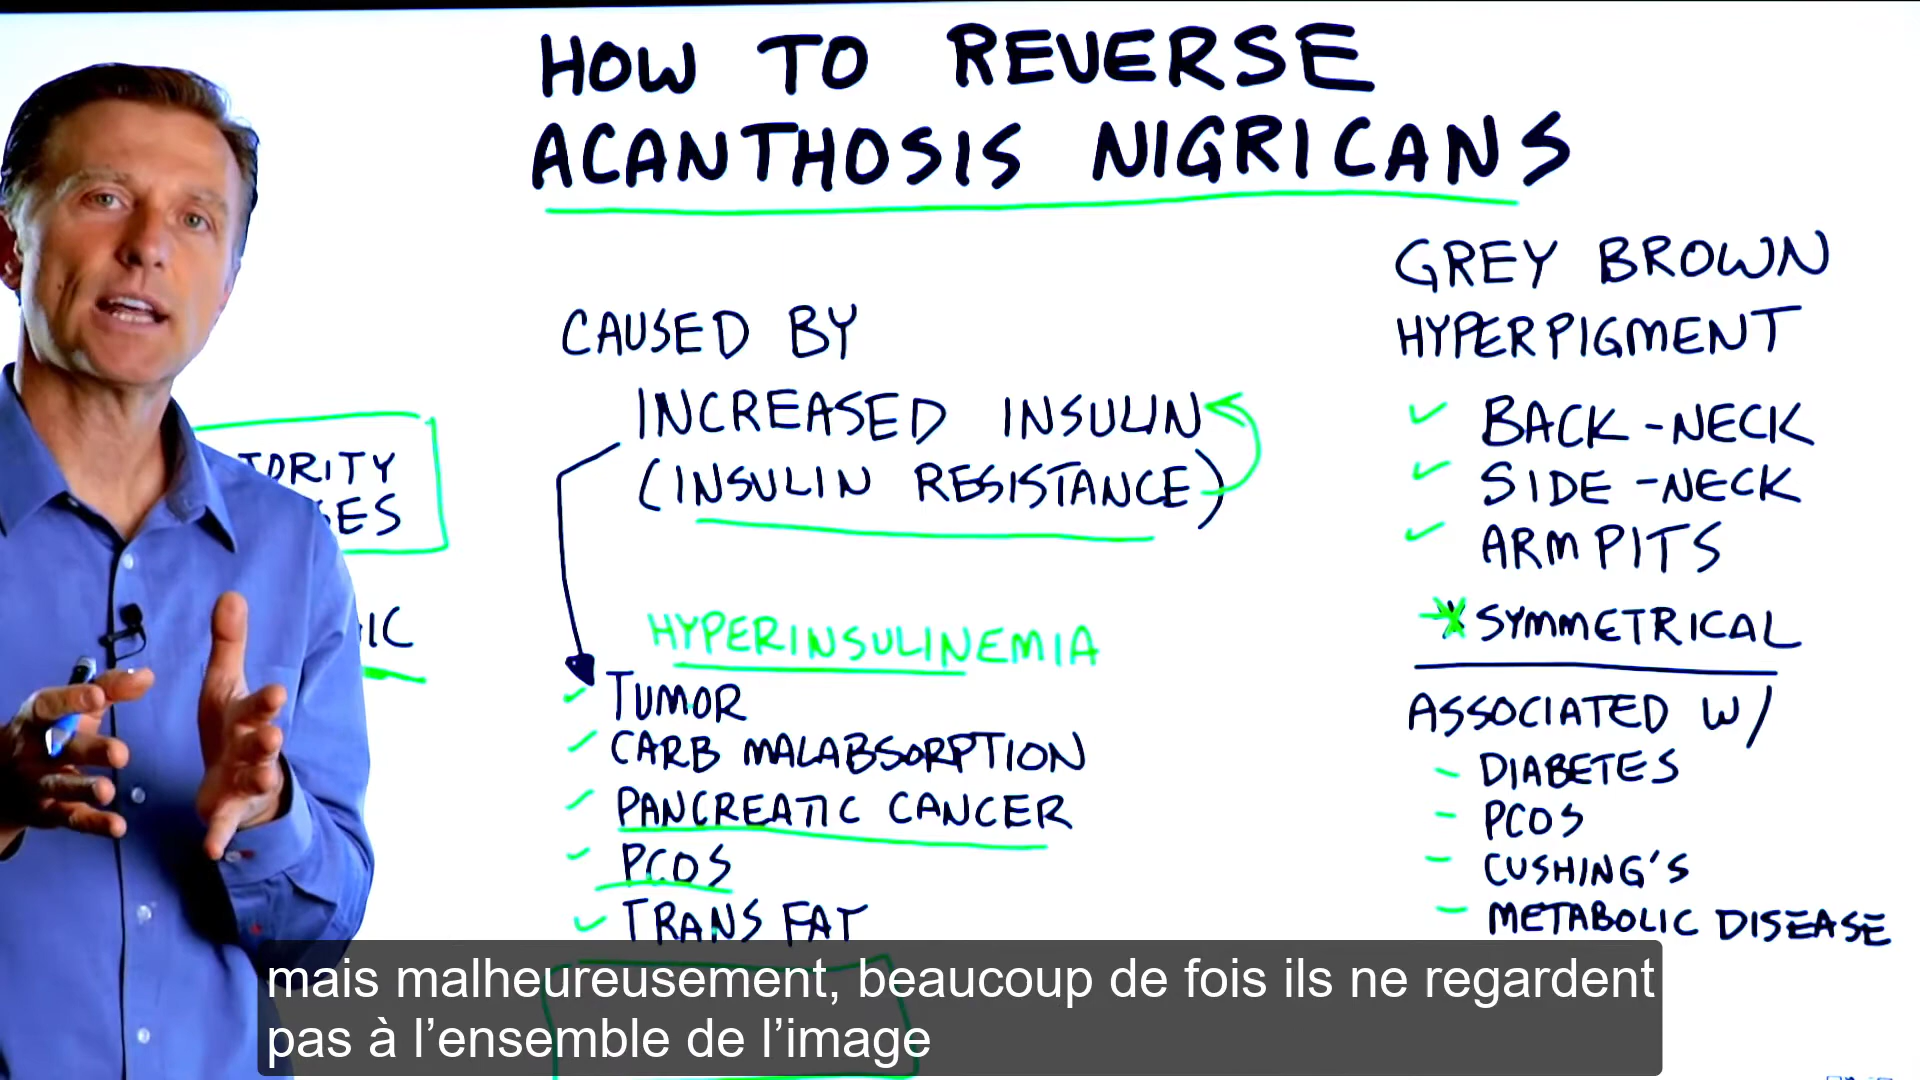 HOW TO REVERSE
ACANTHOSIS NIGRICANS
CAUSED BY
INCREASED INSULIN
(INSULIN RESISTANCE)
HYPERINSULINEMIA
TUMOR
CARB MALABSORPTION
PANCREATIC CANCER
PCOS
TRANS FAT
GREY BROWN
HYPERPIGMENT
BACK-NECK
SIDE-NECK
ARM PITS
SYMMETRICAL
ASSOCIATED W/
- DIABETES
- PCOS
- CUSHING'S
- METABOLIC DISEASE
mais malheureusement, beaucoup de fois ils ne regardent
pas à l’ensemble de l’image